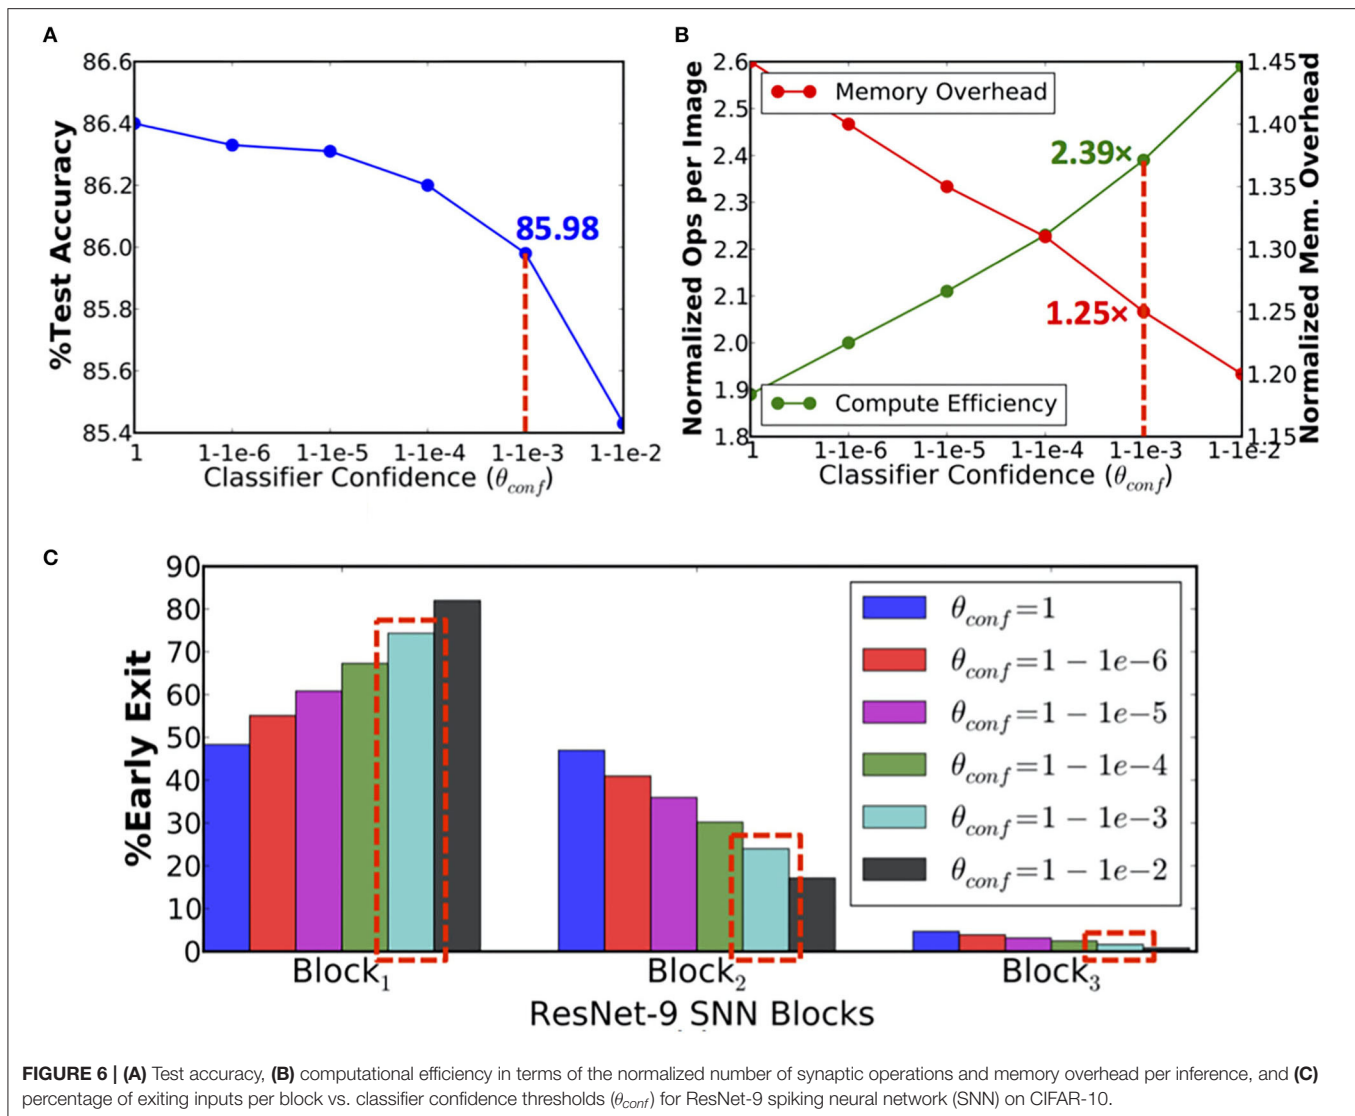 A
%Test Accuracy
86.6
86.4
86.2
86.0
85.8
85.6
85.4
85.98
1 1-1e-6 1-1e-5 1-1e-4 1-1e-3 1-1e-2
Classifier Confidence (θconf)
B
Normalized Ops per Image
2.6
2.5
2.4
2.3
2.2
2.1
2.0
1.9
1.8
Memory Overhead
2.39×
1.25×
Compute Efficiency
1.45
1.40
1.35
1.30
1.25
1.20
1.15
Normalized Mem. Overhead
1 1-1e-6 1-1e-5 1-1e-4 1-1e-3 1-1e-2
Classifier Confidence (θconf)
C
%Early Exit
90
80
70
60
50
40
30
20
10
0
θconf=1
θconf=1 − 1e−6
θconf=1 − 1e−5
θconf=1 − 1e−4
θconf=1 − 1e−3
θconf=1 − 1e−2
Block1 Block2 Block3
ResNet-9 SNN Blocks
FIGURE 6 | (A) Test accuracy, (B) computational efficiency in terms of the normalized number of synaptic operations and memory overhead per inference, and (C)
percentage of exiting inputs per block vs. classifier confidence thresholds (θconf) for ResNet-9 spiking neural network (SNN) on CIFAR-10.